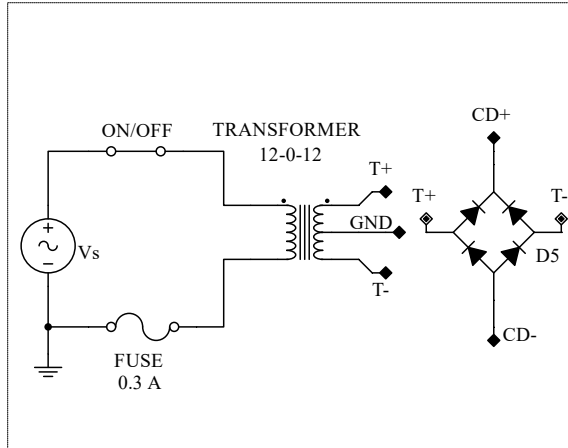 ON/OFF
TRANSFORMER
12-0-12
T+
GND
T-
Vs
FUSE
0.3 A
CD+
T+
T-
D5
CD-